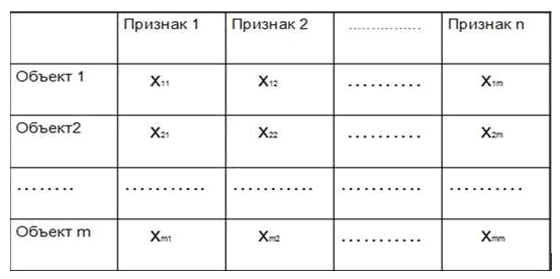 Признак 1 Признак 2 ............... Признак n
Объект 1 X11 X12 .......... X1m
Объект2 X21 X22 .......... X2m
........ ........... ........... ........... ..........
Объект m Xm1 Xm2 ........... Xmm